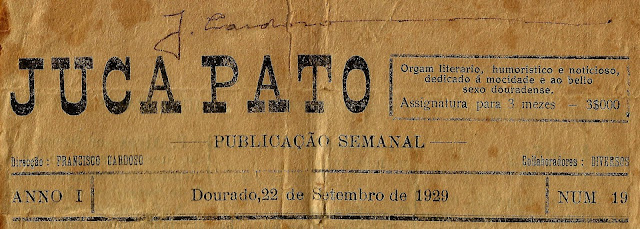 J. Cardoso
JUCA PATO
Orgam literario, humoristico e noticioso,
dedicado á mocidade e ao bello
sexo douradense.
Assignatura para 3 mezes - 3$000
PUBLICAÇÃO SEMANAL
Direcção: FRANCISCO CARDOSO
Collaboradores: DIVERSOS
ANNO I
Dourado, 22 de Setembro de 1929
NUM 19